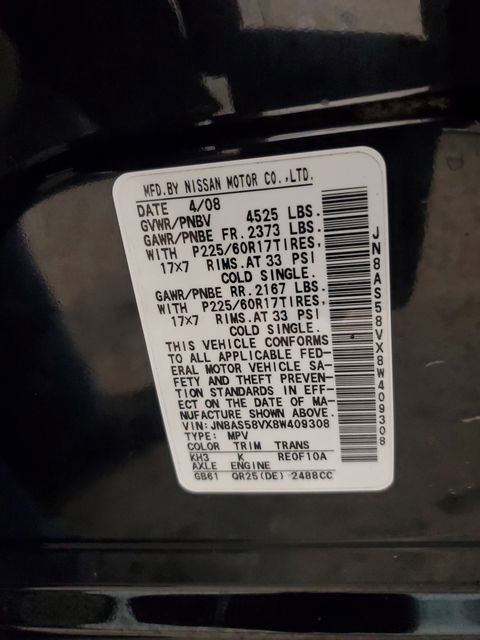 MFD.BY NISSAN MOTOR CO.,LTD.
DATE 4/08
GVWR/PNBV 4525 LBS.
GAWR/PNBE FR. 2373 LBS.
WITH P225/60R17TIRES,
17x7 RIMS.AT 33 PSI
COLD SINGLE.
GAWR/PNBE RR. 2167 LBS.
WITH P225/60R17TIRES,
17x7 RIMS.AT 33 PSI
COLD SINGLE.
THIS VEHICLE CONFORMS
TO ALL APPLICABLE FED-
ERAL MOTOR VEHICLE SA-
FETY AND THEFT PREVEN-
TION STANDARDS IN EFF-
ECT ON THE DATE OF MA-
NUFACTURE SHOWN ABOVE.
VIN: JN8AS58VX8W409308
TYPE: MPV
COLOR TRIM TRANS
KH3 K RE0F10A
AXLE ENGINE
GB61 QR25(DE) 2488CC
JN8AS58VX8W409308